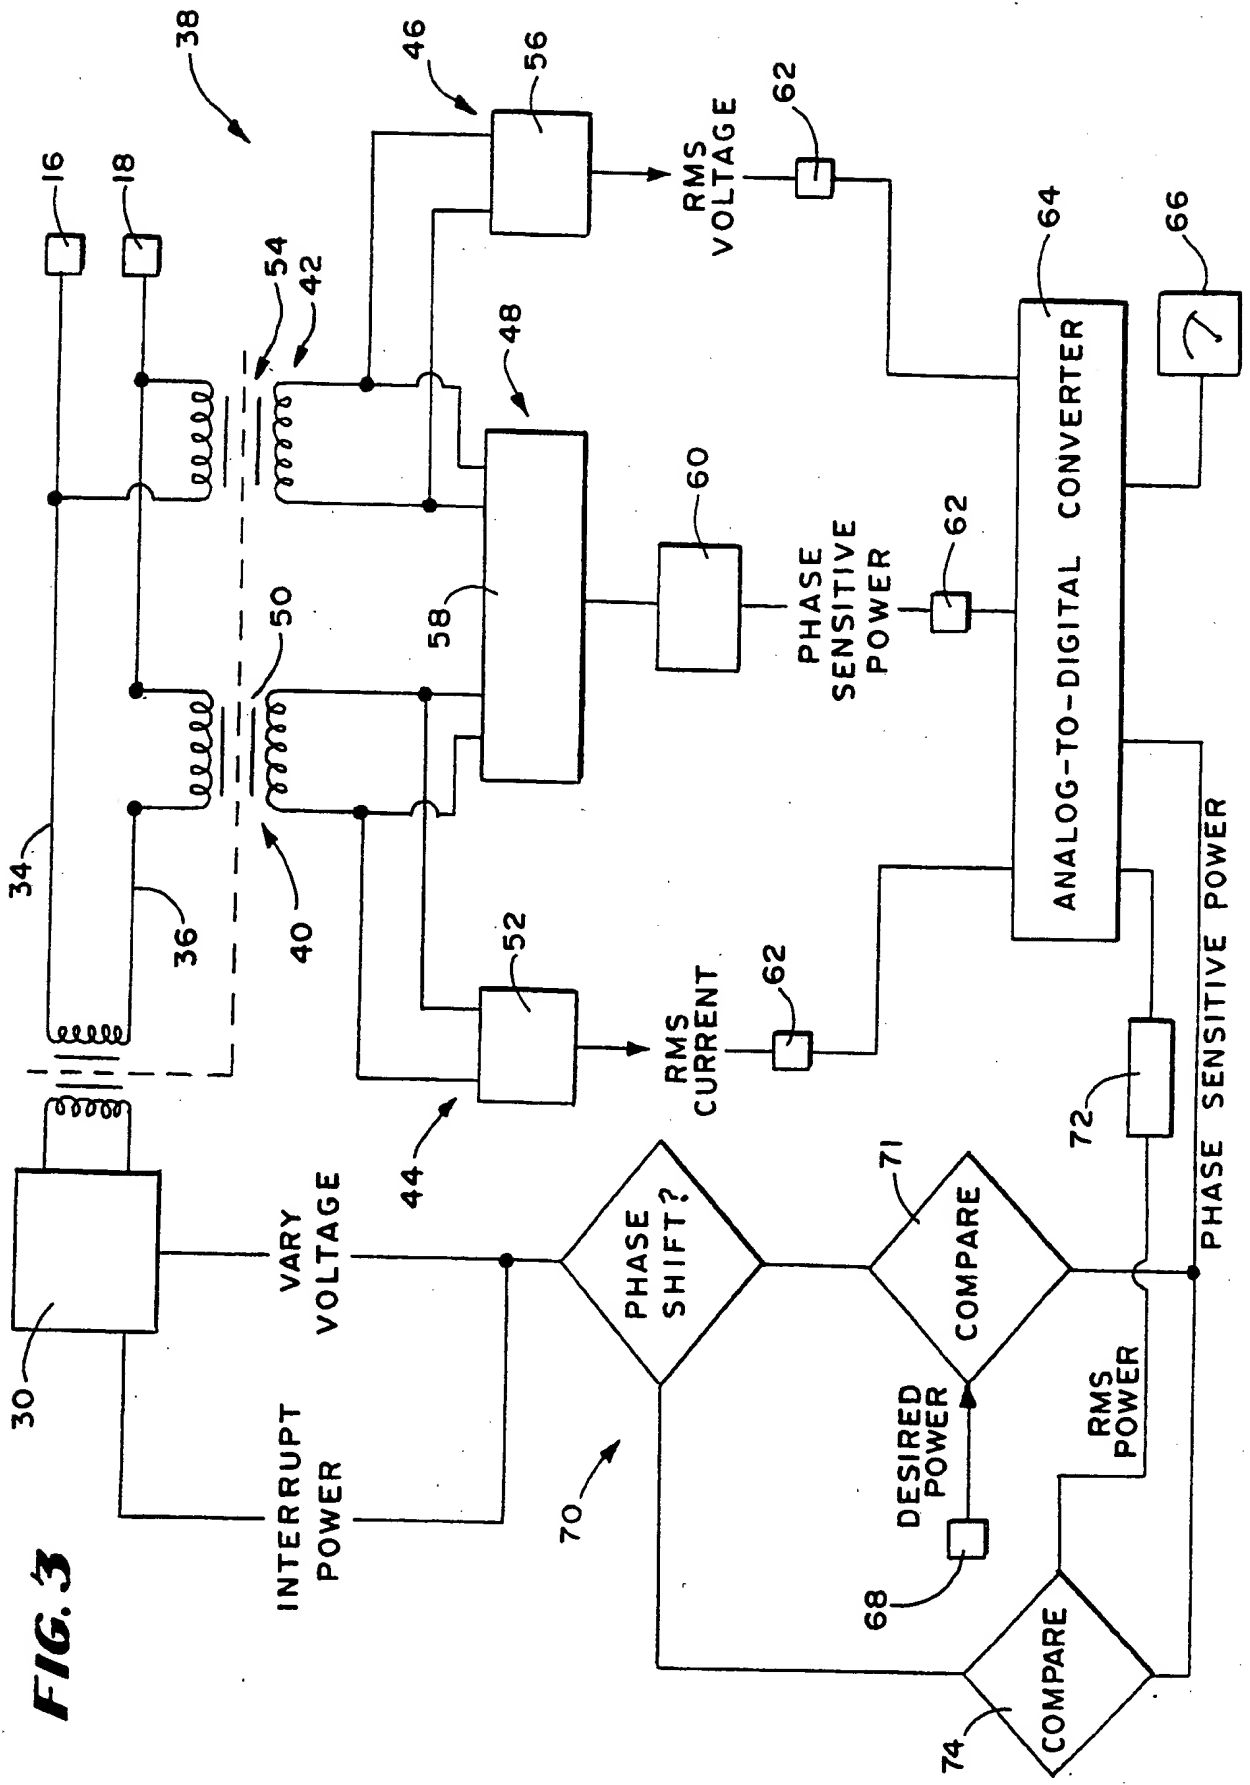 FIG. 3
30
34
36
16
18
38
40
50
54
42
INTERRUPT
POWER
VARY
VOLTAGE
44
52
58
48
46
56
70
PHASE
SHIFT?
RMS
CURRENT
62
60
PHASE
SENSITIVE
POWER
62
RMS
VOLTAGE
62
68
DESIRED
POWER
71
COMPARE
74
COMPARE
RMS
POWER
72
ANALOG-TO-DIGITAL CONVERTER
64
66
PHASE SENSITIVE POWER